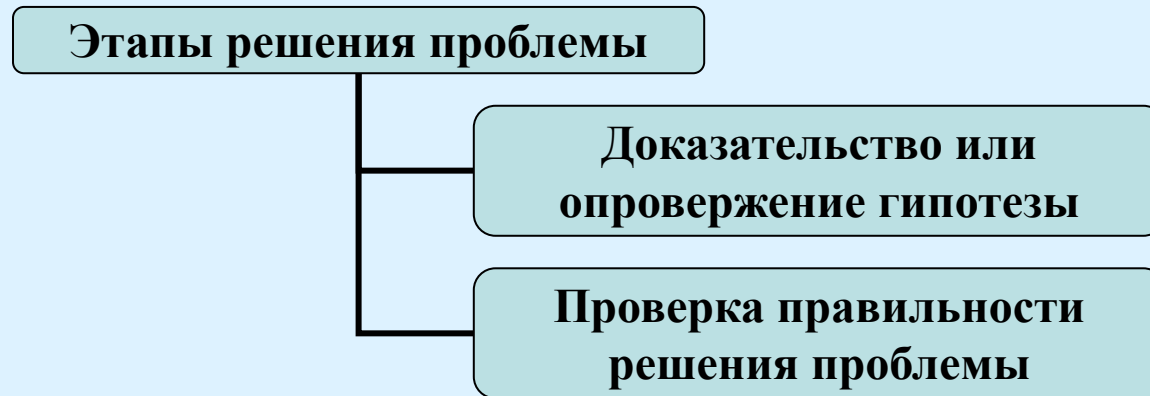 Этапы решения проблемы
Доказательство или
опровержение гипотезы
Проверка правильности
решения проблемы